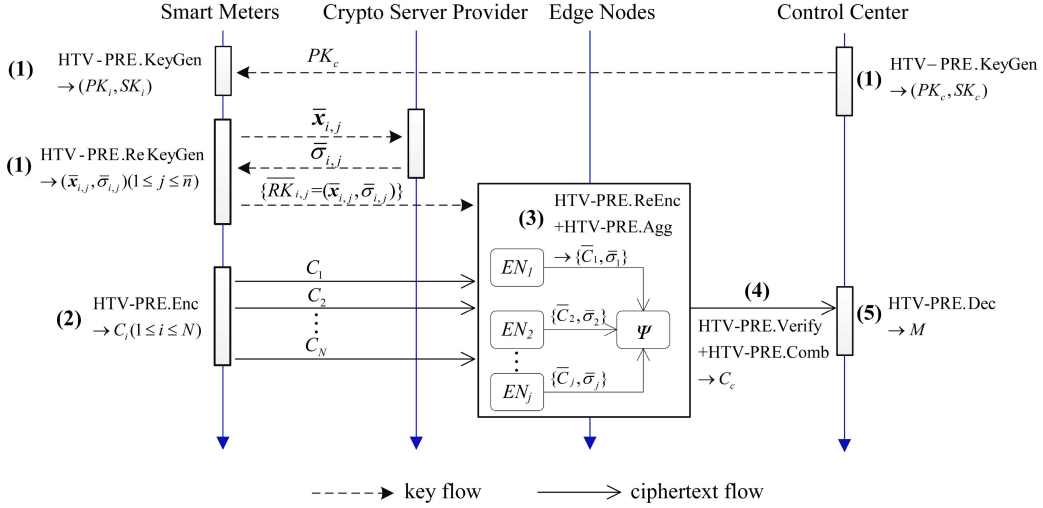 Smart Meters
Crypto Server Provider
Edge Nodes
Control Center
(1)
HTV-PRE.KeyGen
→(PK_i, SK_i)
PK_c
(1)
HTV–PRE.KeyGen
→(PK_c, SK_c)
(1)
HTV-PRE.ReKeyGen
→(x̄_{i,j}, σ̄_{i,j})(1≤j≤n̄)
x̄_{i,j}
σ̄_{i,j}
{R̅K̅_{i,j}=(x̄_{i,j}, σ̄_{i,j})}
(2)
HTV-PRE.Enc
→C_i(1≤i≤N)
C_1
C_2
⋮
C_N
(3)
HTV-PRE.ReEnc
+HTV-PRE.Agg
→{C̄_1, σ̄_1}
EN_1
EN_2
{C̄_2, σ̄_2}
Ψ
⋮
EN_j
{C̄_j, σ̄_j}
(4)
HTV-PRE.Verify
+HTV-PRE.Comb
→C_c
(5)
HTV-PRE.Dec
→M
key flow
ciphertext flow